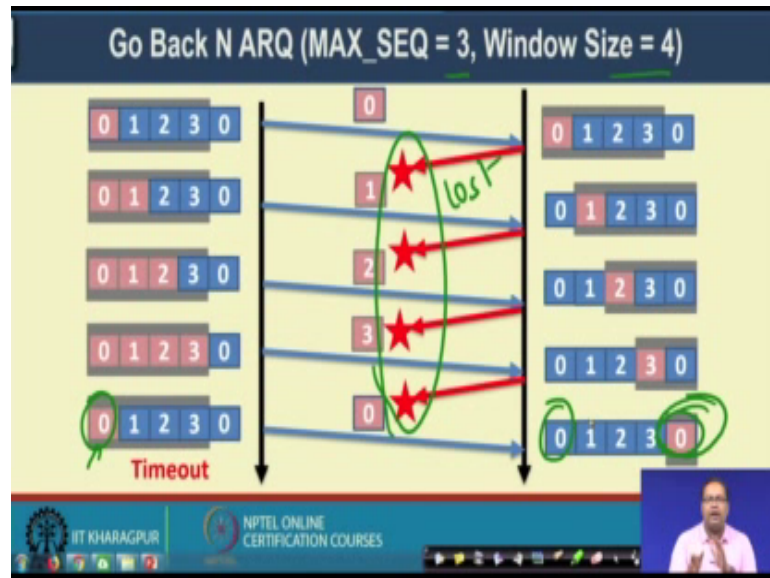 Go Back N ARQ (MAX_SEQ = 3, Window Size = 4)
0 1 2 3 0
0
0 1 2 3 0
lost
0 1 2 3 0
1
0 1 2 3 0
0 1 2 3 0
2
0 1 2 3 0
0 1 2 3 0
3
0 1 2 3 0
0 1 2 3 0
0
0 1 2 3 0
Timeout
IIT KHARAGPUR
NPTEL ONLINE
CERTIFICATION COURSES